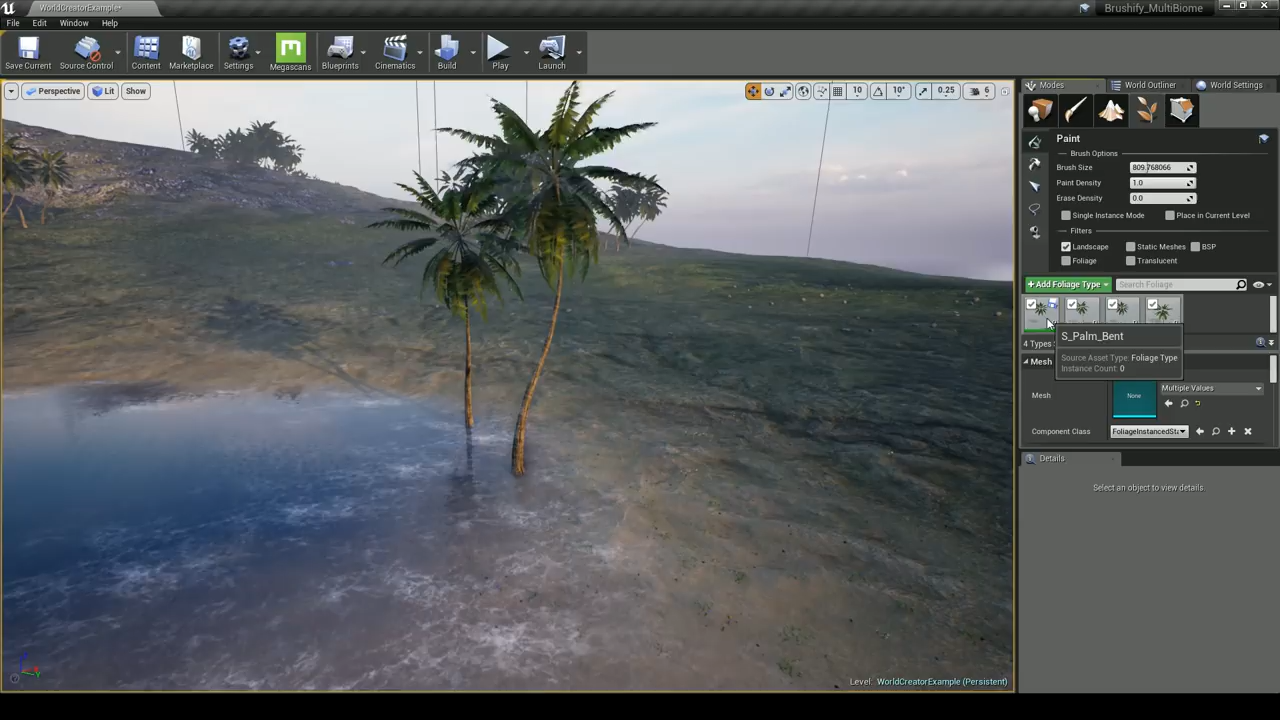 WorldCreatorExample*
Brushify_MultiBiome
File Edit Window Help
Save Current
Source Control
Content
Marketplace
Settings
Megascans
Blueprints
Cinematics
Build
Play
Launch
Perspective
Lit
Show
10
10°
0.25
6
Modes
World Outliner
World Settings
Paint
Brush Options
Brush Size 809.768066
Paint Density 1.0
Erase Density 0.0
Single Instance Mode Place in Current Level
Filters
Landscape Static Meshes BSP
Foliage Translucent
+ Add Foliage Type
Search Foliage
4 Types
S_Palm_Bent
Source Asset Type: Foliage Type
Instance Count: 0
Mesh
Mesh
None
Multiple Values
Component Class
FoliageInstancedSta
Details
Select an object to view details.
Level: WorldCreatorExample (Persistent)